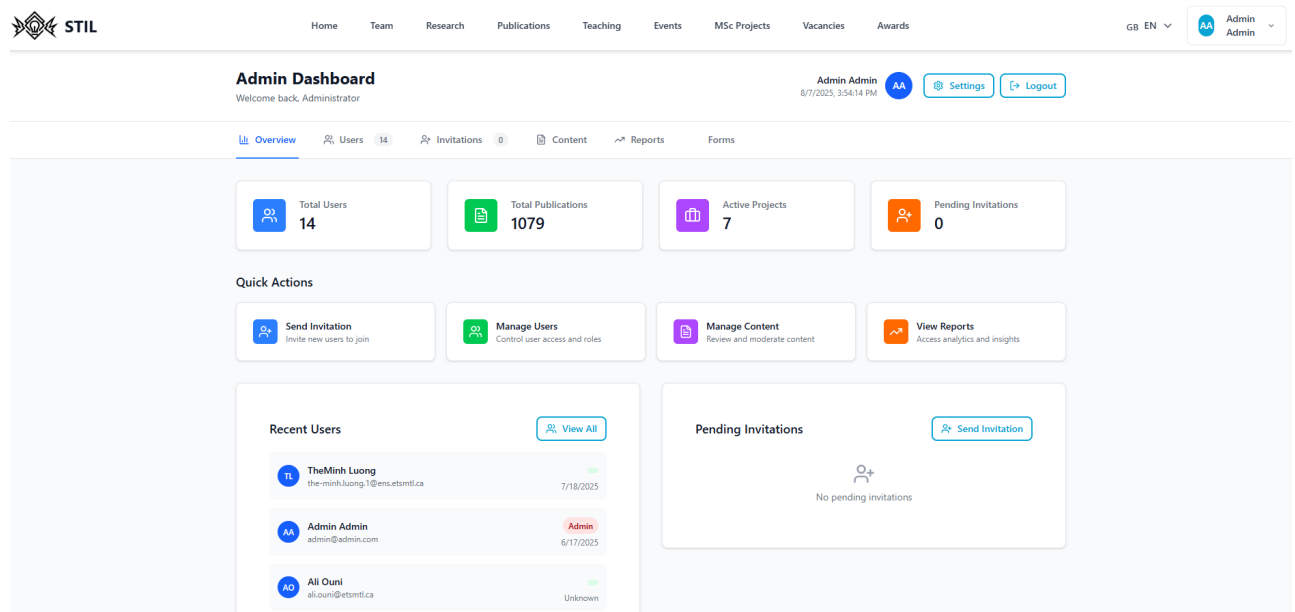 STIL
Home Team Research Publications Teaching Events MSc Projects Vacancies Awards
GB EN
AA Admin Admin
Admin Dashboard
Welcome back, Administrator
Admin Admin
8/7/2025, 3:54:14 PM
AA
Settings
Logout
Overview Users 14 Invitations 0 Content Reports Forms
Total Users
14
Total Publications
1079
Active Projects
7
Pending Invitations
0
Quick Actions
Send Invitation
Invite new users to join
Manage Users
Control user access and roles
Manage Content
Review and moderate content
View Reports
Access analytics and insights
Recent Users
View All
TL
TheMinh Luong
the-minh.luong.1@ens.etsmtl.ca
7/18/2025
AA
Admin Admin
admin@admin.com
Admin
6/17/2025
AO
Ali Ouni
ali.ouni@etsmtl.ca
Unknown
Pending Invitations
Send Invitation
No pending invitations